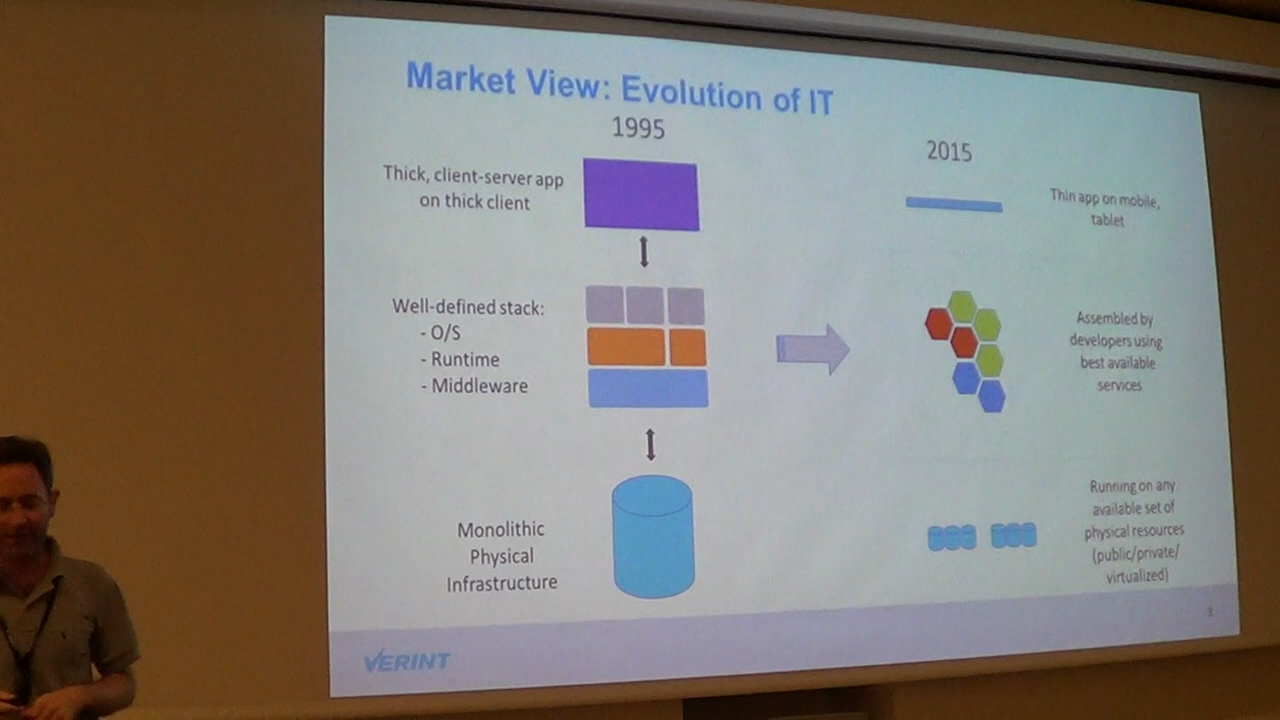 Market View: Evolution of IT
1995
Thick, client-server app
on thick client
Well-defined stack:
- O/S
- Runtime
- Middleware
Monolithic
Physical
Infrastructure
2015
Thin app on mobile,
tablet
Assembled by
developers using
best available
services
Running on any
available set of
physical resources
(public/private/
virtualized)
VERINT